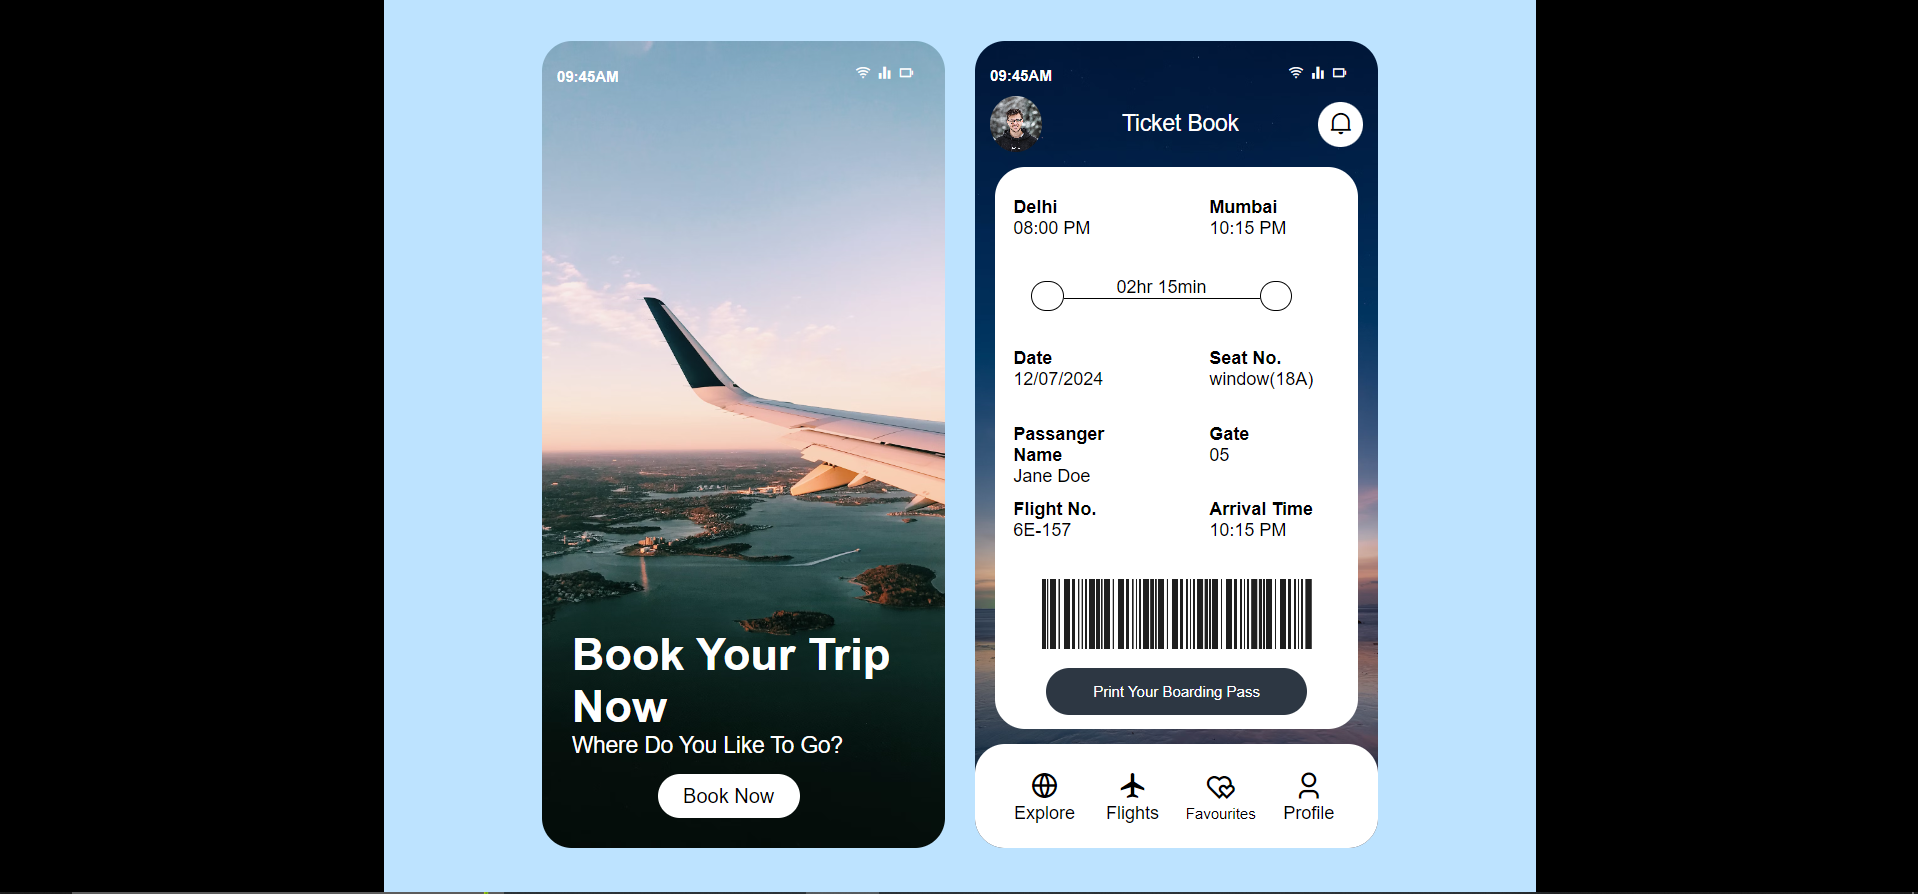 09:45AM
Book Your Trip
Now
Where Do You Like To Go?
Book Now
09:45AM
Ticket Book
Delhi
08:00 PM
Mumbai
10:15 PM
02hr 15min
Date
12/07/2024
Seat No.
window(18A)
Passanger
Name
Jane Doe
Gate
05
Flight No.
6E-157
Arrival Time
10:15 PM
Print Your Boarding Pass
Explore
Flights
Favourites
Profile